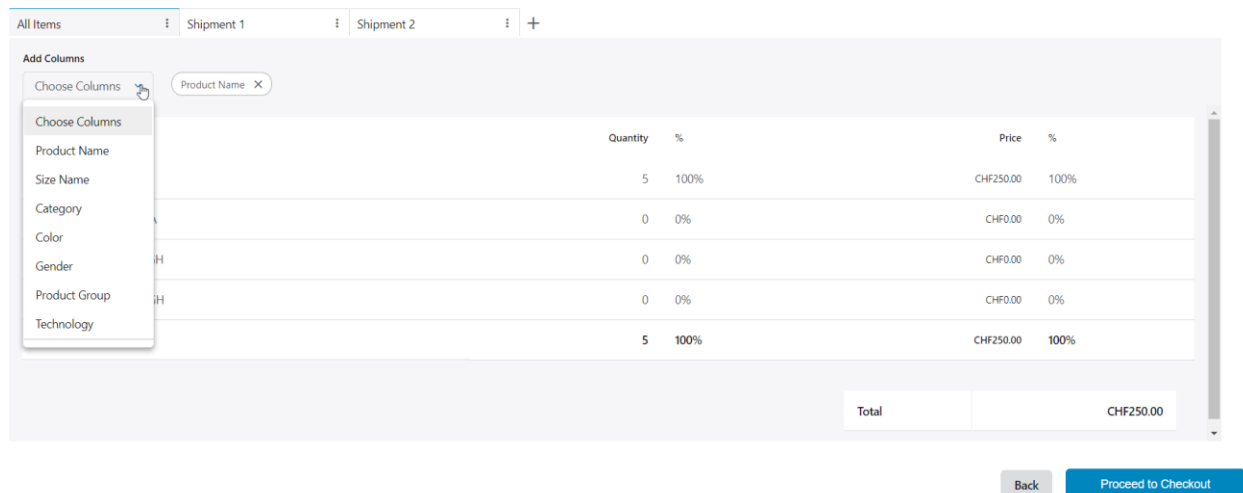 All Items
Shipment 1
Shipment 2
Add Columns
Choose Columns
Product Name
Choose Columns
Product Name
Size Name
Category
Color
Gender
Product Group
Technology
Quantity % Price %
5 100% CHF250.00 100%
0 0% CHF0.00 0%
0 0% CHF0.00 0%
0 0% CHF0.00 0%
5 100% CHF250.00 100%
Total CHF250.00
Back
Proceed to Checkout